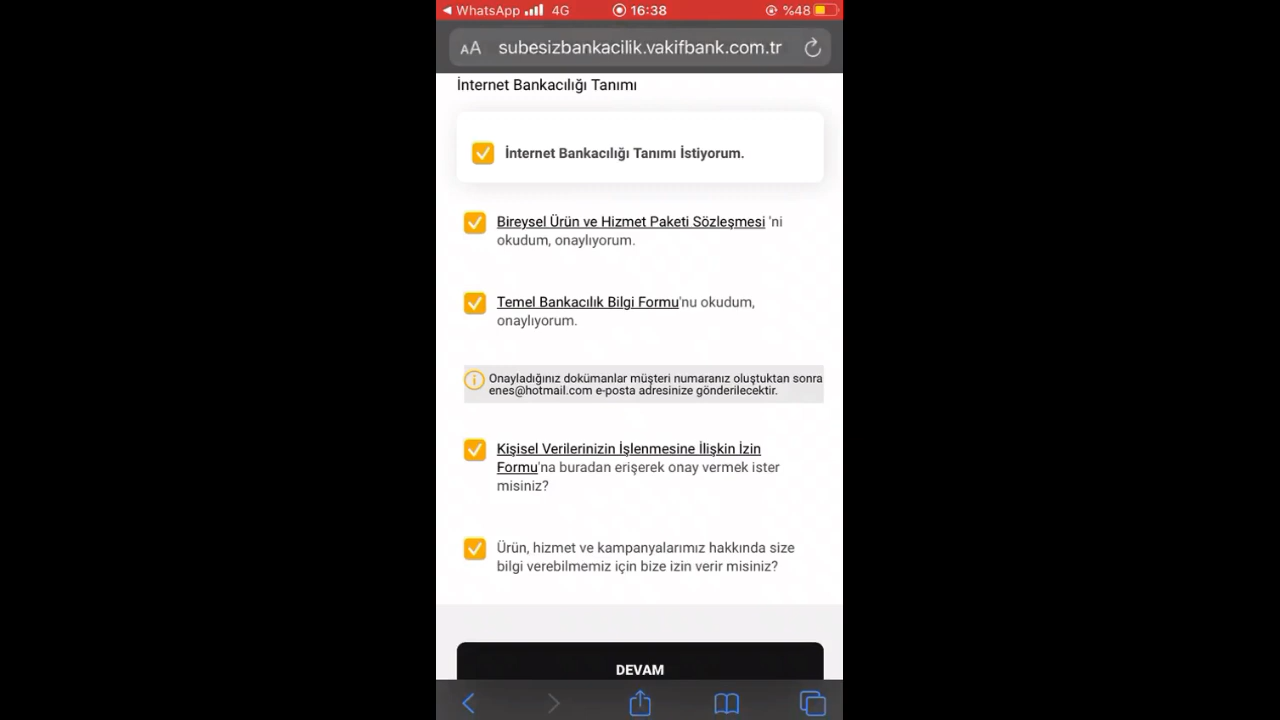 WhatsApp 4G 16:38 %48
AA subesizbankacilik.vakifbank.com.tr
İnternet Bankacılığı Tanımı
İnternet Bankacılığı Tanımı İstiyorum.
Bireysel Ürün ve Hizmet Paketi Sözleşmesi 'ni
okudum, onaylıyorum.
Temel Bankacılık Bilgi Formu'nu okudum,
onaylıyorum.
Onayladığınız dokümanlar müşteri numaranız oluştuktan sonra
enes@hotmail.com e-posta adresinize gönderilecektir.
Kişisel Verilerinizin İşlenmesine İlişkin İzin
Formu'na buradan erişerek onay vermek ister
misiniz?
Ürün, hizmet ve kampanyalarımız hakkında size
bilgi verebilmemiz için bize izin verir misiniz?
DEVAM